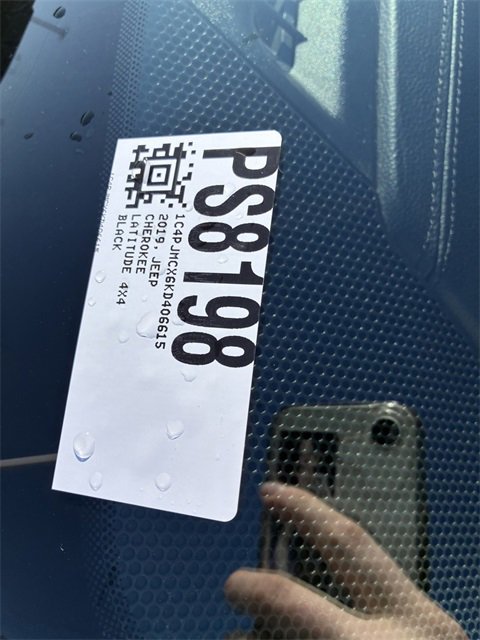 PS8198
1C4PJMCX6KD406615
2019, JEEP
CHEROKEE
LATITUDE 4X4
BLACK